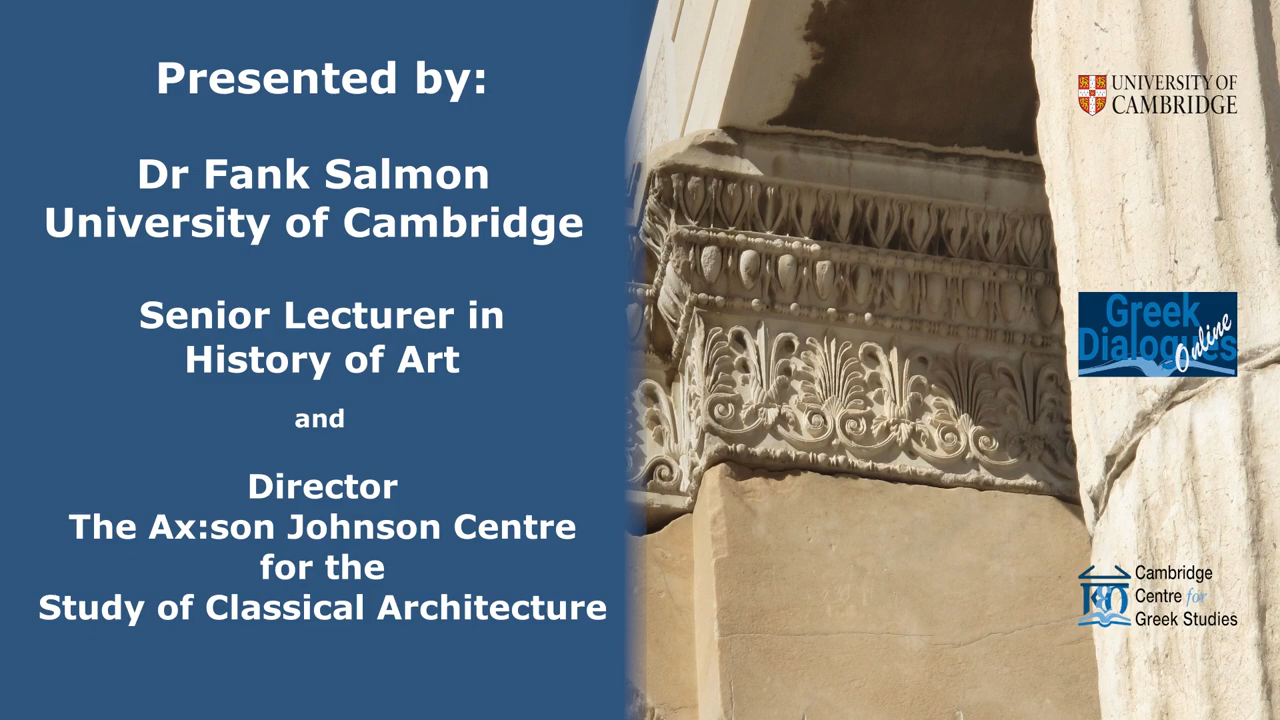 Presented by:
Dr Fank Salmon
University of Cambridge
Senior Lecturer in
History of Art
and
Director
The Ax:son Johnson Centre
for the
Study of Classical Architecture
UNIVERSITY OF
CAMBRIDGE
Greek
Dialogues
Online
Cambridge
Centre for
Greek Studies